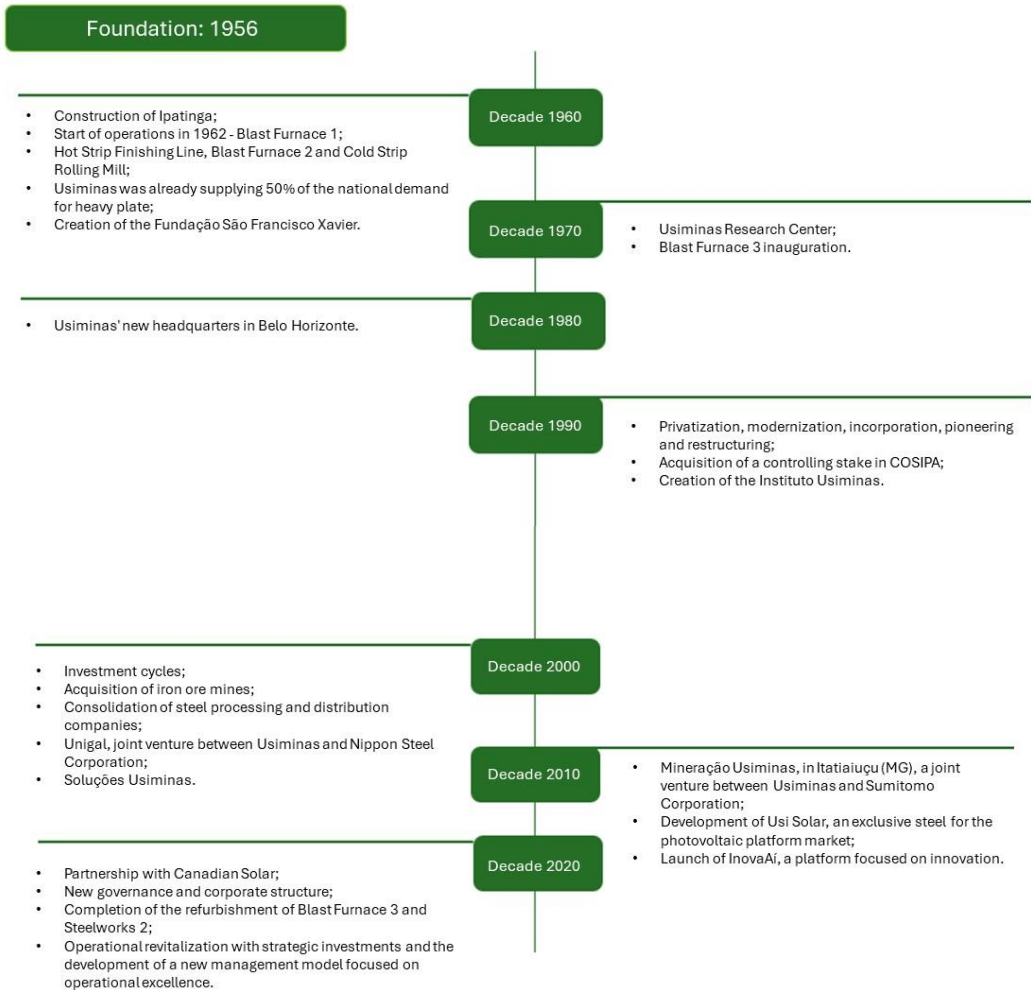 Foundation: 1956
Decade 1960
• Construction of Ipatinga;
• Start of operations in 1962 - Blast Furnace 1;
• Hot Strip Finishing Line, Blast Furnace 2 and Cold Strip
Rolling Mill;
• Usiminas was already supplying 50% of the national demand
for heavy plate;
• Creation of the Fundação São Francisco Xavier.
Decade 1970
• Usiminas Research Center;
• Blast Furnace 3 inauguration.
Decade 1980
• Usiminas' new headquarters in Belo Horizonte.
Decade 1990
• Privatization, modernization, incorporation, pioneering
and restructuring;
• Acquisition of a controlling stake in COSIPA;
• Creation of the Instituto Usiminas.
Decade 2000
• Investment cycles;
• Acquisition of iron ore mines;
• Consolidation of steel processing and distribution
companies;
• Unigal, joint venture between Usiminas and Nippon Steel
Corporation;
• Soluções Usiminas.
Decade 2010
• Mineração Usiminas, in Itatiaiuçu (MG), a joint
venture between Usiminas and Sumitomo
Corporation;
• Development of Usi Solar, an exclusive steel for the
photovoltaic platform market;
• Launch of InovaAí, a platform focused on innovation.
Decade 2020
• Partnership with Canadian Solar;
• New governance and corporate structure;
• Completion of the refurbishment of Blast Furnace 3 and
Steelworks 2;
• Operational revitalization with strategic investments and the
development of a new management model focused on
operational excellence.